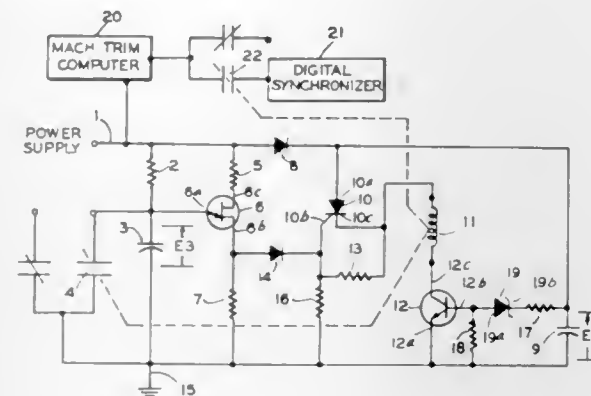 20
MACH TRIM
COMPUTER
22
21
DIGITAL
SYNCHRONIZER
POWER
SUPPLY
1
2
5
8
6a
8c
6
8b
3
E3
4
7
14
10a
10
10b
10c
13
16
11
12c
12
12b
12a
19
19b
19a
18
17
9
E
15